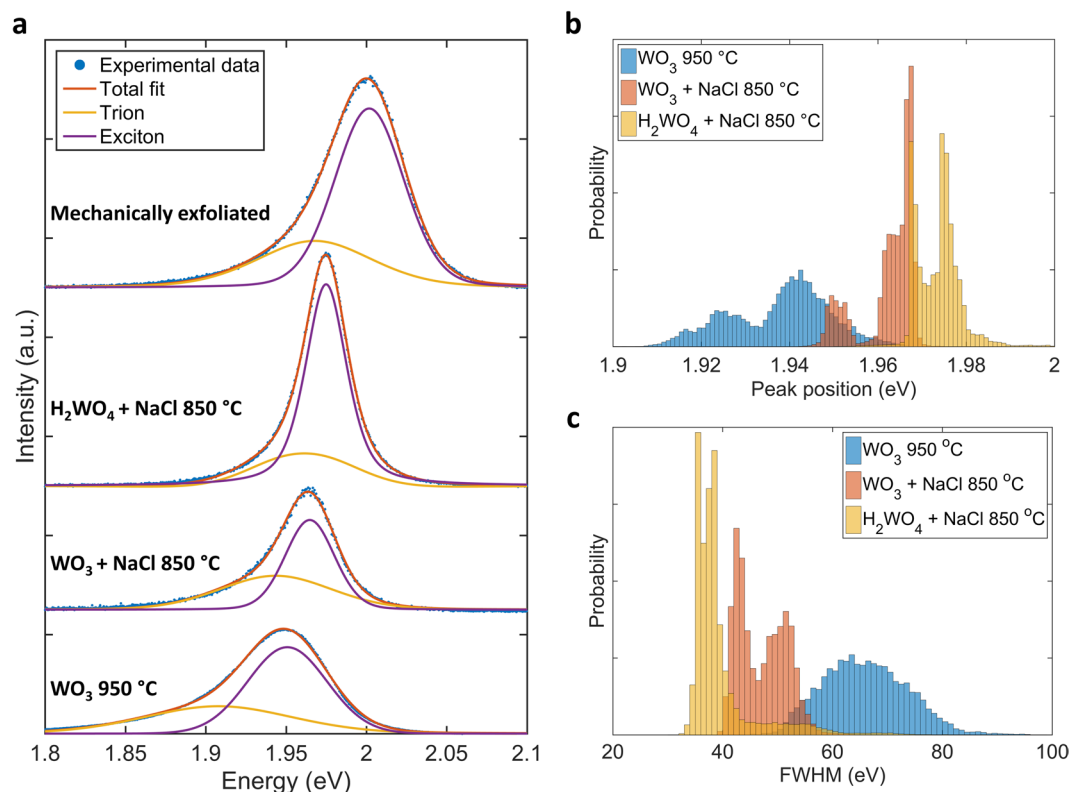 a
Experimental data
Total fit
Trion
Exciton
Mechanically exfoliated
H₂WO₄ + NaCl 850 °C
WO₃ + NaCl 850 °C
WO₃ 950 °C
Intensity (a.u.)
1.8 1.85 1.9 1.95 2 2.05 2.1
Energy (eV)
b
WO₃ 950 °C
WO₃ + NaCl 850 °C
H₂WO₄ + NaCl 850 °C
Probability
1.9 1.92 1.94 1.96 1.98 2
Peak position (eV)
c
WO₃ 950 °C
WO₃ + NaCl 850 °C
H₂WO₄ + NaCl 850 °C
Probability
20 40 60 80 100
FWHM (eV)